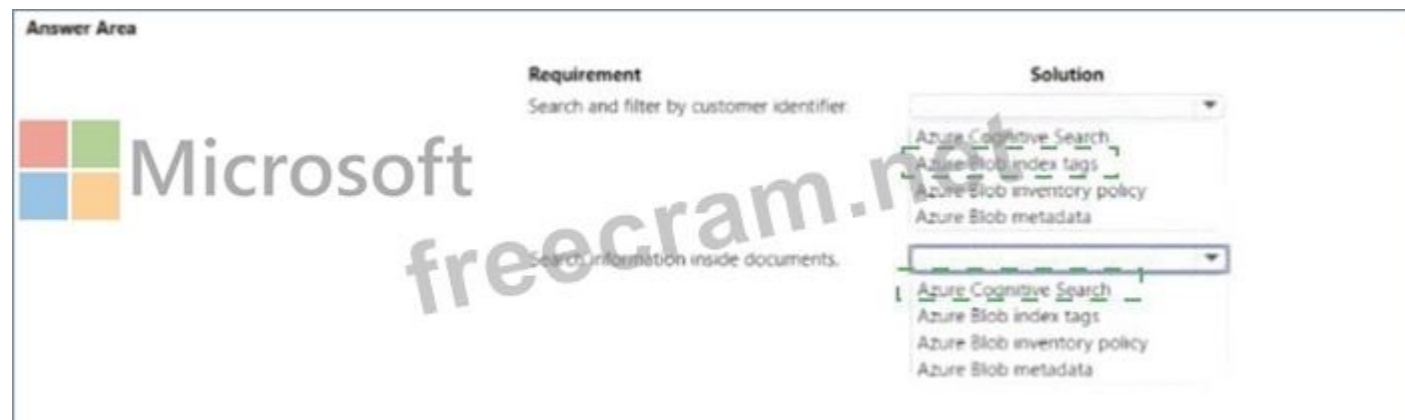 Answer Area
Requirement Solution
Search and filter by customer identifier.
Azure Cognitive Search
Azure Blob index tags
Azure Blob inventory policy
Azure Blob metadata
Microsoft
freecram.net
Search information inside documents.
Azure Cognitive Search
Azure Blob index tags
Azure Blob inventory policy
Azure Blob metadata